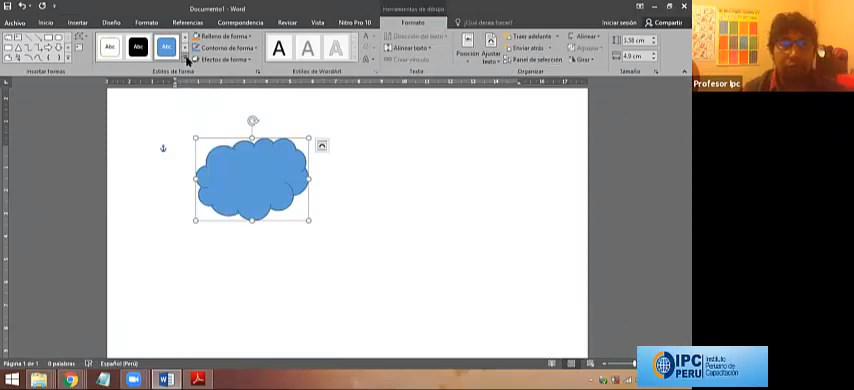 Documento1 - Word
Herramientas de dibujo
Archivo Inicio Insertar Diseño Formato Referencias Correspondencia Revisar Vista Nitro Pro 10 Formato ¿Qué desea hacer? Iniciar sesión Compartir
Abc Abc Abc
Relleno de forma
Contorno de forma
Efectos de forma
A A A
Dirección del texto
Alinear texto
Crear vínculo
Posición Ajustar texto
Traer adelante
Enviar atrás
Panel de selección
Alinear
Agrupar
Girar
3.58 cm
4.9 cm
Insertar formas Estilos de forma Estilos de WordArt Texto Organizar Tamaño
Profesor Ipc
Página 1 de 1 0 palabras Español (Perú)
IPC
PERU
Instituto
Peruano de
Capacitación